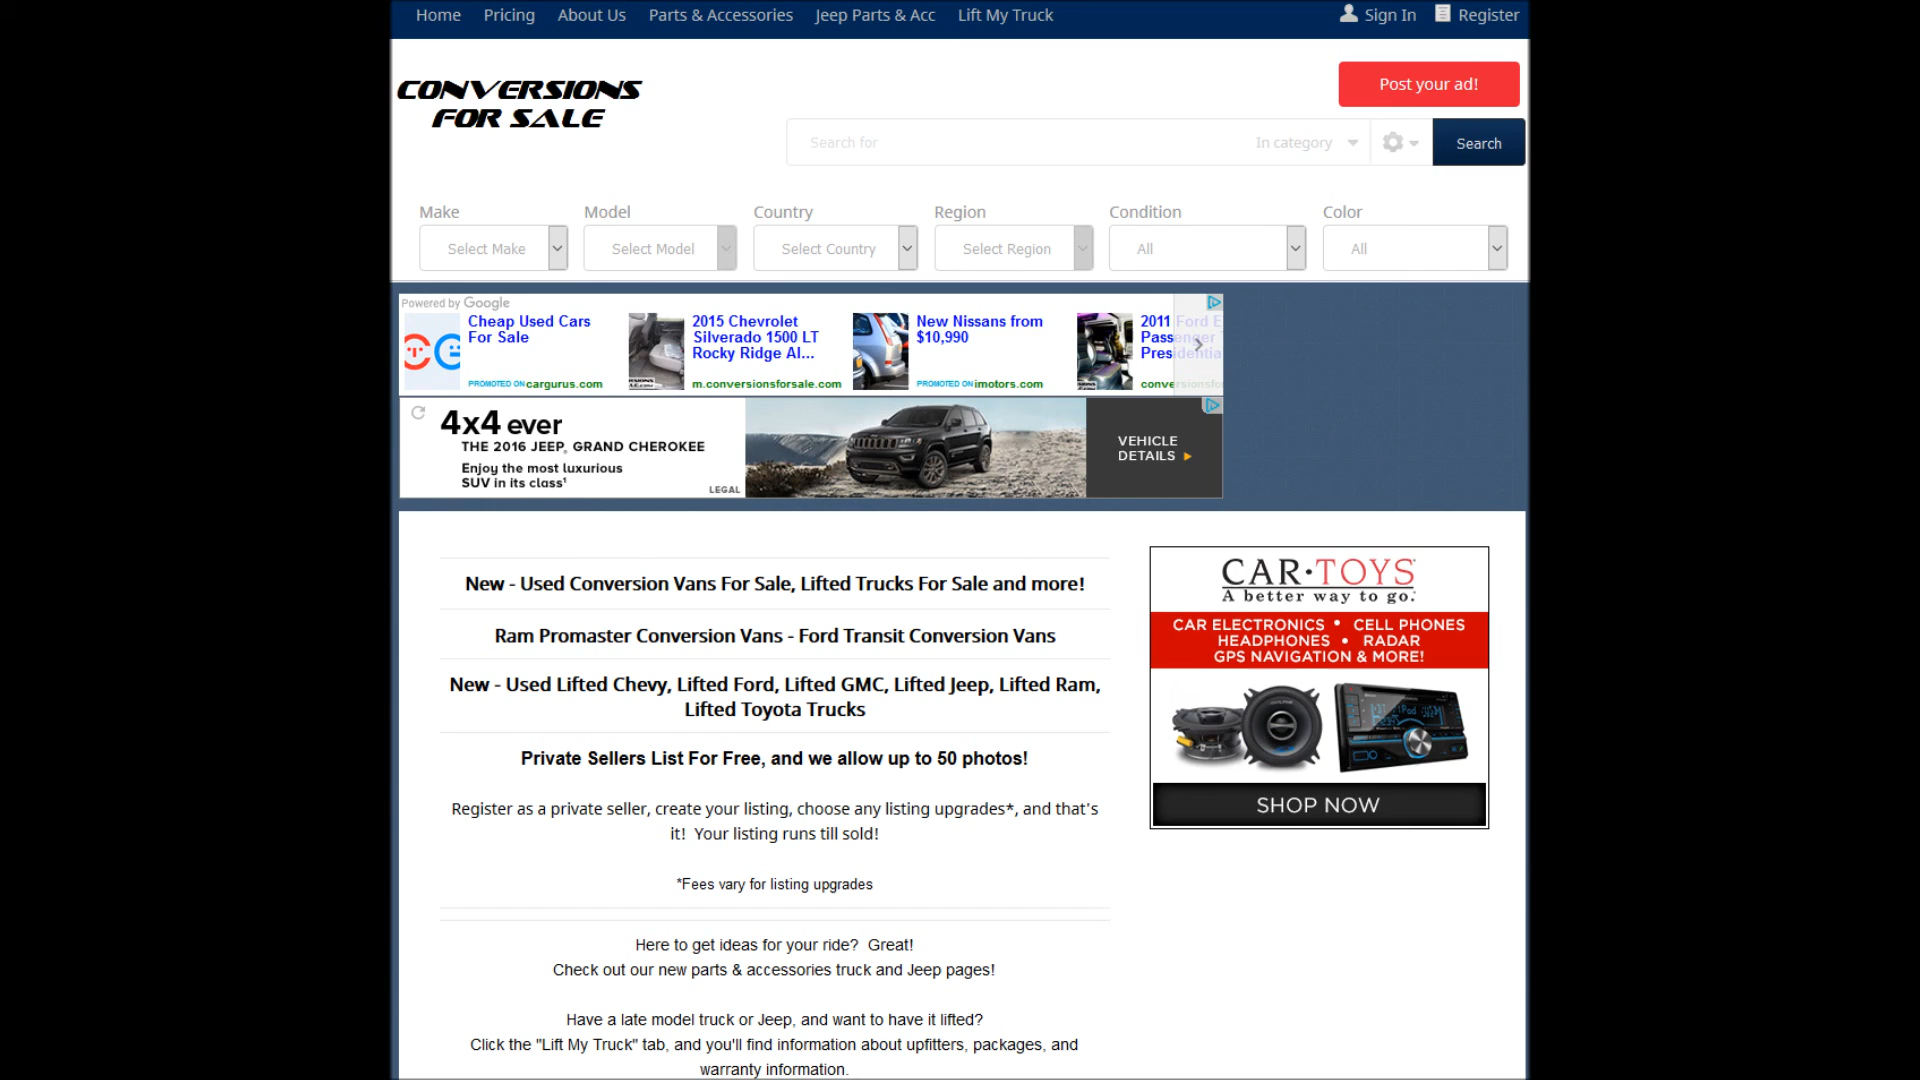 Home Pricing About Us Parts & Accessories Jeep Parts & Acc Lift My Truck Sign In Register
CONVERSIONS
FOR SALE
Post your ad!
Search for In category Search
Make Model Country Region Condition Color
Select Make Select Model Select Country Select Region All All
Powered by Google
Cheap Used Cars
For Sale
PROMOTED ON cargurus.com
2015 Chevrolet
Silverado 1500 LT
Rocky Ridge Al...
m.conversionsforsale.com
New Nissans from
$10,990
PROMOTED ON imotors.com
2011 Ford E
Passenger
Presidentia
conversionsfo
4x4 ever
THE 2016 JEEP® GRAND CHEROKEE
Enjoy the most luxurious
SUV in its class¹
LEGAL
VEHICLE
DETAILS ►
New - Used Conversion Vans For Sale, Lifted Trucks For Sale and more!
Ram Promaster Conversion Vans - Ford Transit Conversion Vans
New - Used Lifted Chevy, Lifted Ford, Lifted GMC, Lifted Jeep, Lifted Ram,
Lifted Toyota Trucks
Private Sellers List For Free, and we allow up to 50 photos!
Register as a private seller, create your listing, choose any listing upgrades*, and that's
it! Your listing runs till sold!
*Fees vary for listing upgrades
Here to get ideas for your ride? Great!
Check out our new parts & accessories truck and Jeep pages!
Have a late model truck or Jeep, and want to have it lifted?
Click the "Lift My Truck" tab, and you'll find information about upfitters, packages, and
warranty information.
CAR·TOYS
A better way to go.
CAR ELECTRONICS • CELL PHONES
HEADPHONES • RADAR
GPS NAVIGATION & MORE!
SHOP NOW